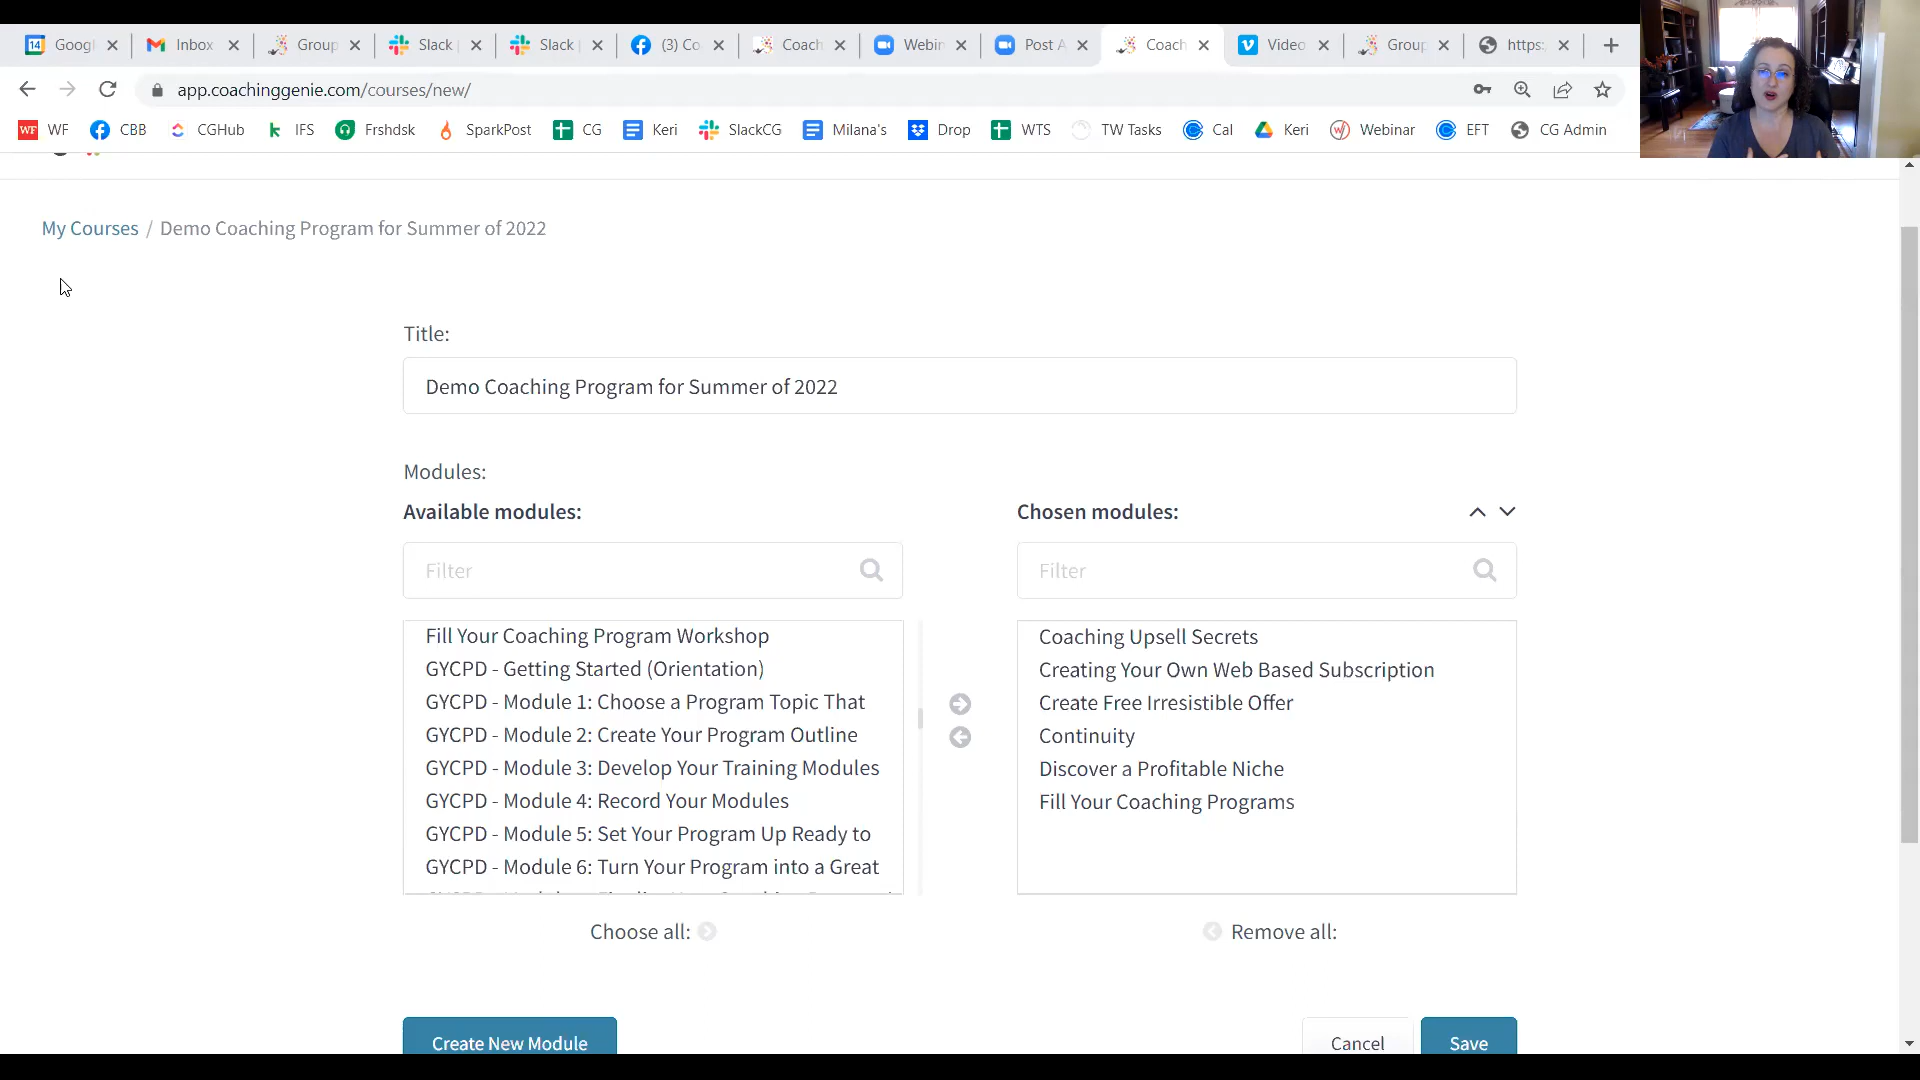 14 Googl
Inbox
Group
Slack
Slack
(3) Co
Coach
Webin
Post A
Coach
Video
Group
https:
app.coachinggenie.com/courses/new/
WF WF
CBB
CGHub
IFS
Frshdsk
SparkPost
CG
Keri
SlackCG
Milana's
Drop
WTS
TW Tasks
Cal
Keri
Webinar
EFT
CG Admin
My Courses / Demo Coaching Program for Summer of 2022
Title:
Demo Coaching Program for Summer of 2022
Modules:
Available modules:
Filter
Fill Your Coaching Program Workshop
GYCPD - Getting Started (Orientation)
GYCPD - Module 1: Choose a Program Topic That
GYCPD - Module 2: Create Your Program Outline
GYCPD - Module 3: Develop Your Training Modules
GYCPD - Module 4: Record Your Modules
GYCPD - Module 5: Set Your Program Up Ready to
GYCPD - Module 6: Turn Your Program into a Great
Choose all:
Chosen modules:
Filter
Coaching Upsell Secrets
Creating Your Own Web Based Subscription
Create Free Irresistible Offer
Continuity
Discover a Profitable Niche
Fill Your Coaching Programs
Remove all:
Create New Module
Cancel
Save